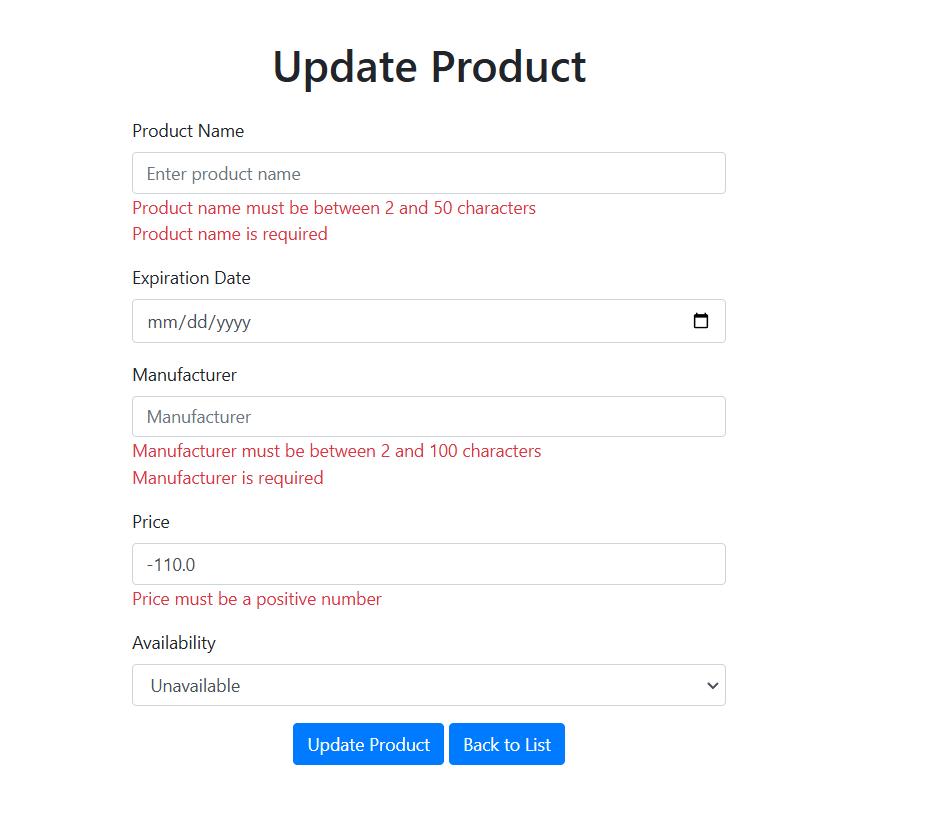 Update Product
Product Name
Enter product name
Product name must be between 2 and 50 characters
Product name is required
Expiration Date
mm/dd/yyyy
Manufacturer
Manufacturer
Manufacturer must be between 2 and 100 characters
Manufacturer is required
Price
-110.0
Price must be a positive number
Availability
Unavailable
Update Product Back to List